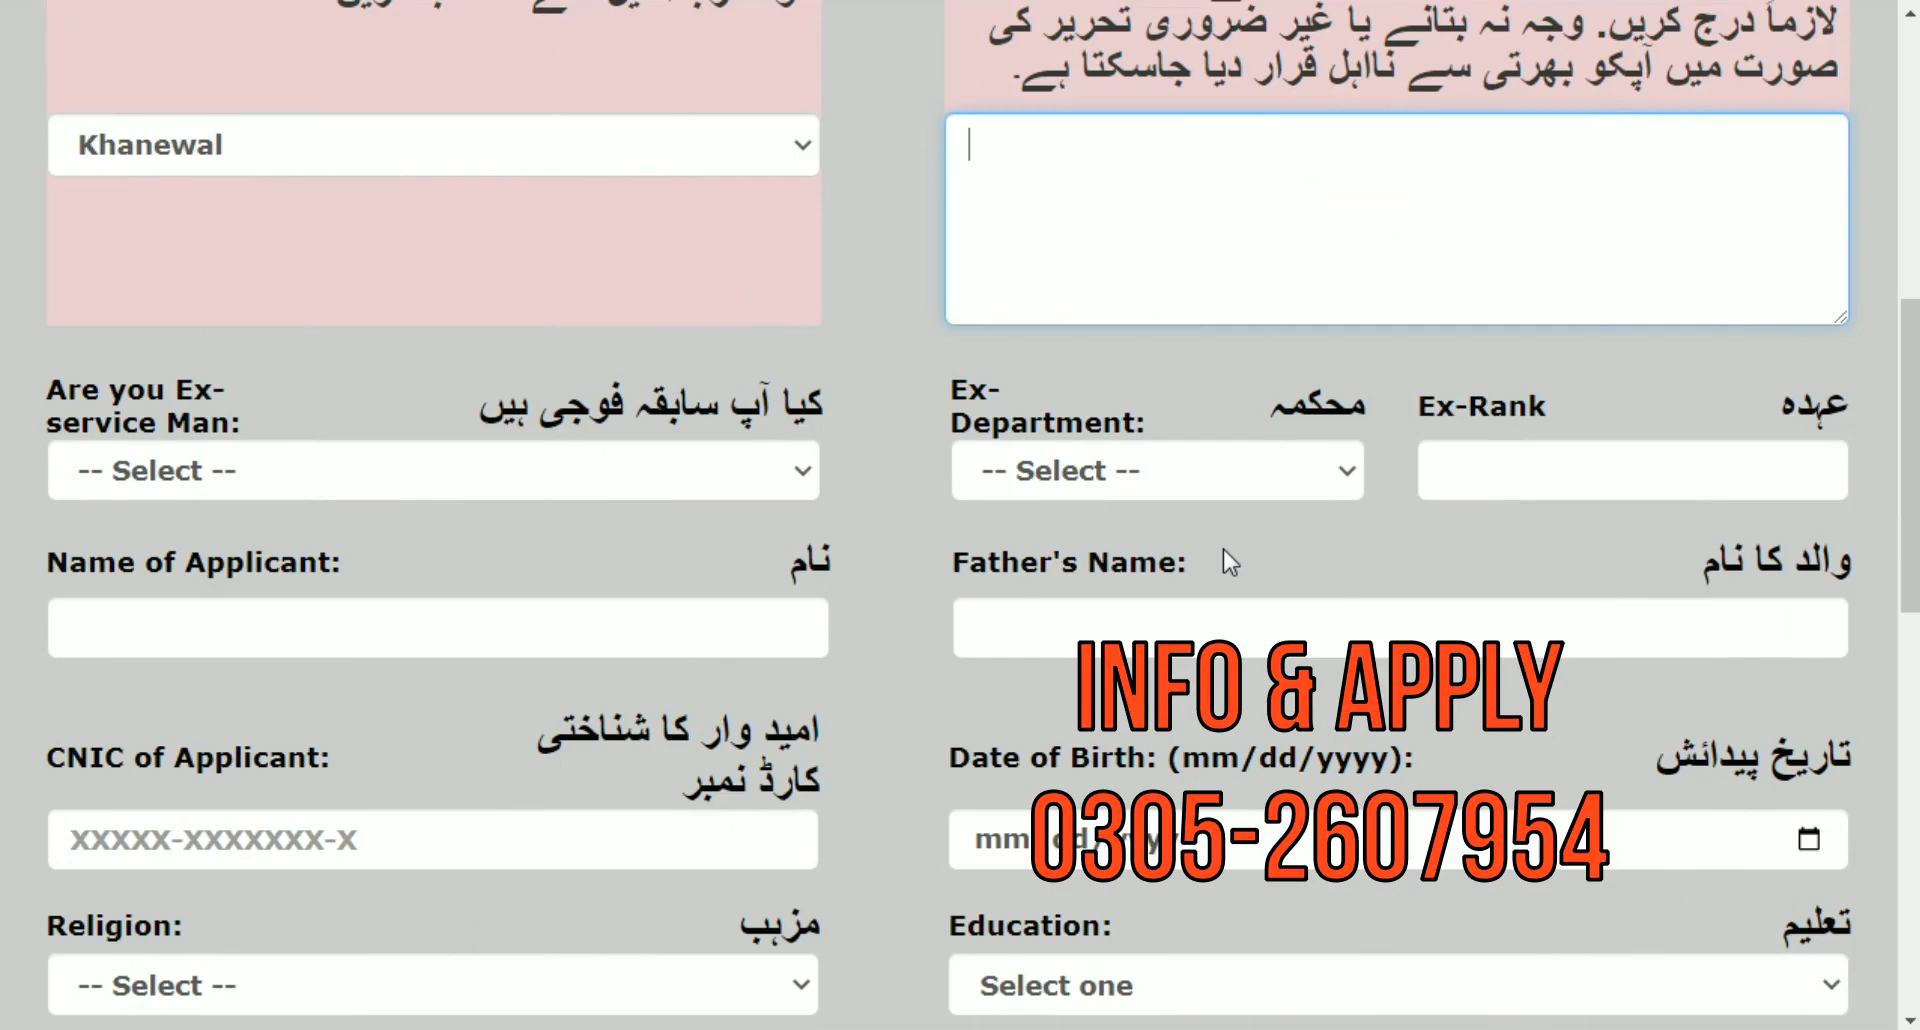 لازماً درج کریں. وجہ نہ بتانے یا غیر ضروری تحریر کی
صورت میں آپکو بھرتی سے نااہل قرار دیا جاسکتا ہے.
Khanewal
Are you Ex-
service Man:
کیا آپ سابقہ فوجی ہیں
-- Select --
Ex-
Department:
محکمہ
-- Select --
Ex-Rank
عہدہ
Name of Applicant:
نام
Father's Name:
والد کا نام
INFO & APPLY
CNIC of Applicant:
امید وار کا شناختی
کارڈ نمبر
XXXXX-XXXXXXX-X
Date of Birth: (mm/dd/yyyy):
تاریخ پیدائش
mm/dd/yyyy
0305-2607954
Religion:
مزہب
-- Select --
Education:
تعلیم
Select one